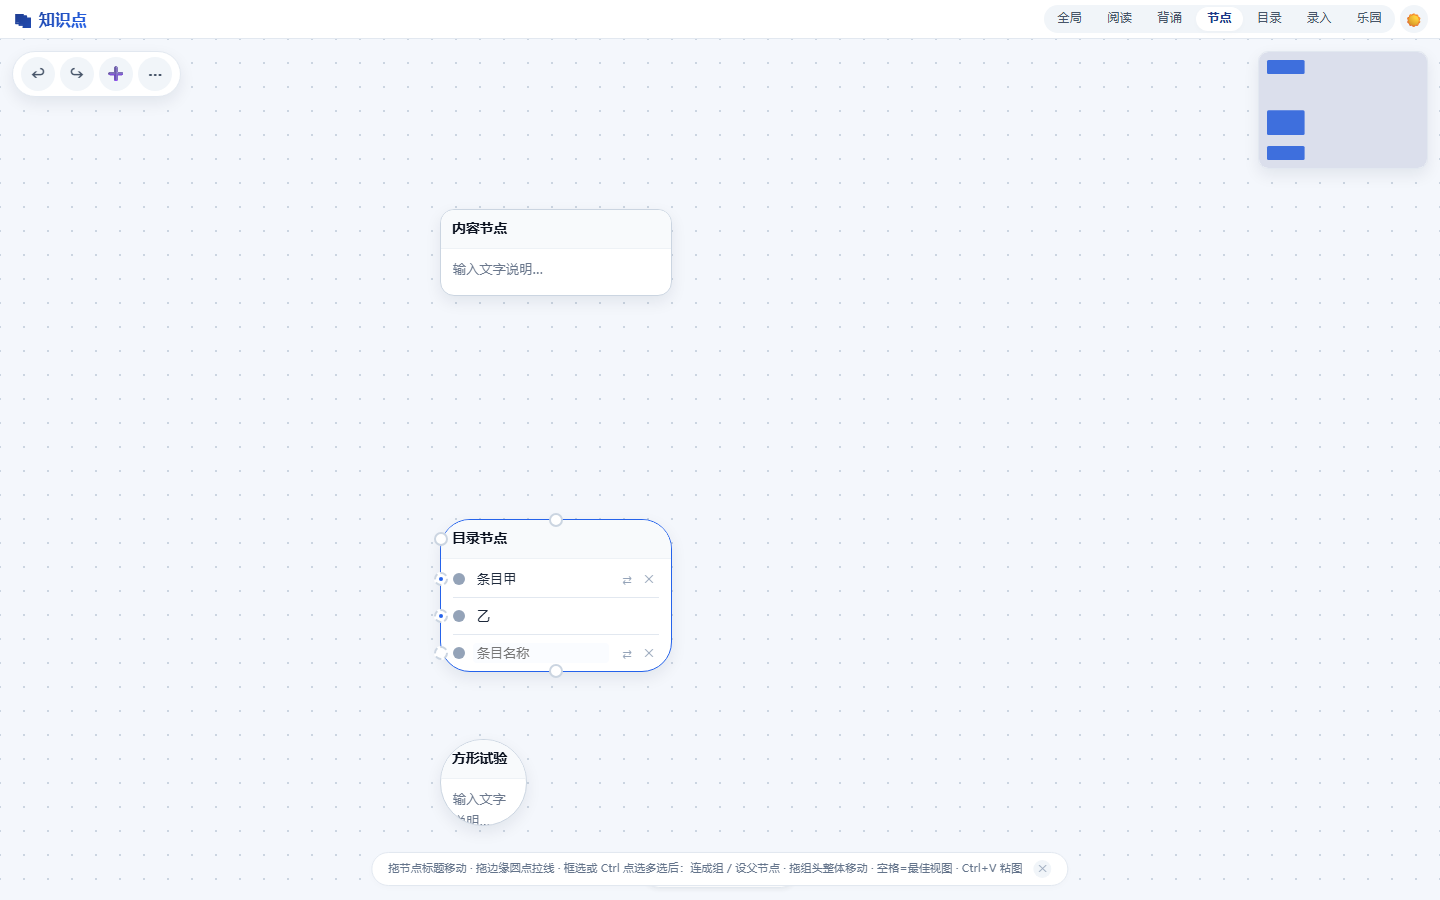 知识点
全局 阅读 背诵 节点 目录 录入 乐园
内容节点
输入文字说明...
目录节点
条目甲
乙
条目名称
方形试验
输入文字
说明...
拖节点标题移动 · 拖边缘圆点拉线 · 框选或 Ctrl 点选多选后：连成组 / 设父节点 · 拖组头整体移动 · 空格=最佳视图 · Ctrl+V 粘图